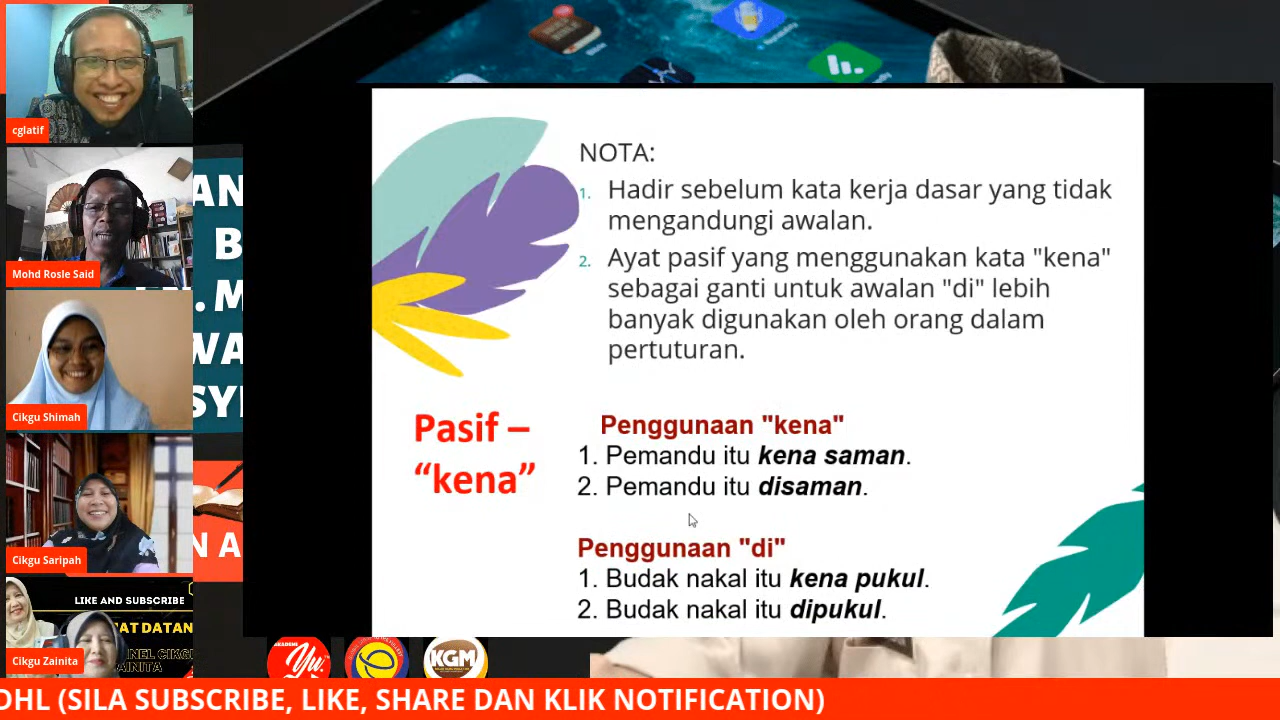 cglatif
Mohd Rosle Said
Cikgu Shimah
Cikgu Saripah
LIKE AND SUBSCRIBE
Cikgu Zainita
AN
B
. M
WA
SYI
N A
NOTA:
1. Hadir sebelum kata kerja dasar yang tidak
mengandungi awalan.
2. Ayat pasif yang menggunakan kata "kena"
sebagai ganti untuk awalan "di" lebih
banyak digunakan oleh orang dalam
pertuturan.
Pasif –
“kena”
Penggunaan "kena"
1. Pemandu itu kena saman.
2. Pemandu itu disaman.
Penggunaan "di"
1. Budak nakal itu kena pukul.
2. Budak nakal itu dipukul.
Yu.
KGM
DHL (SILA SUBSCRIBE, LIKE, SHARE DAN KLIK NOTIFICATION)